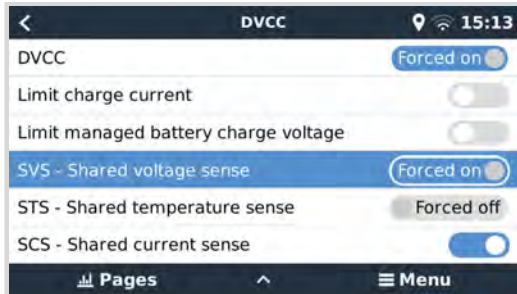 DVCC 15:13
DVCC Forced on
Limit charge current
Limit managed battery charge voltage
SVS - Shared voltage sense Forced on
STS - Shared temperature sense Forced off
SCS - Shared current sense
Pages Menu